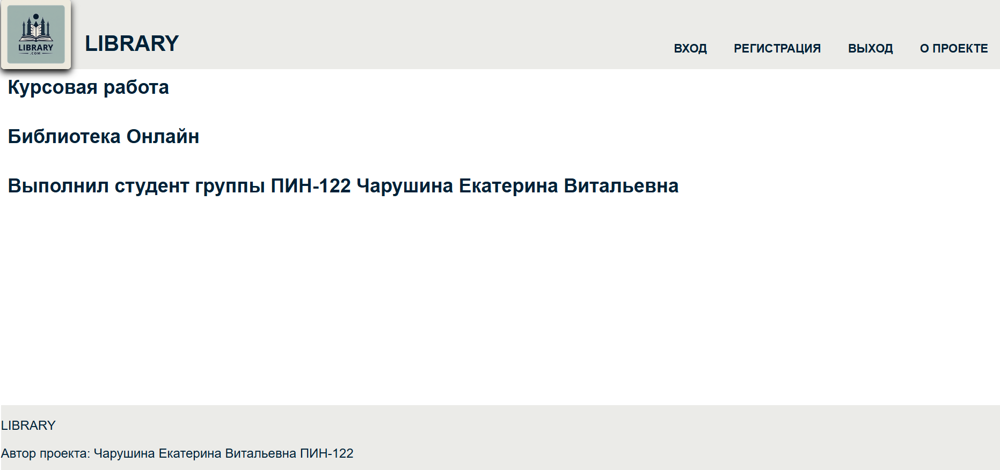 LIBRARY
.COM
LIBRARY
ВХОД РЕГИСТРАЦИЯ ВЫХОД О ПРОЕКТЕ
Курсовая работа
Библиотека Онлайн
Выполнил студент группы ПИН-122 Чарушина Екатерина Витальевна
LIBRARY
Автор проекта: Чарушина Екатерина Витальевна ПИН-122